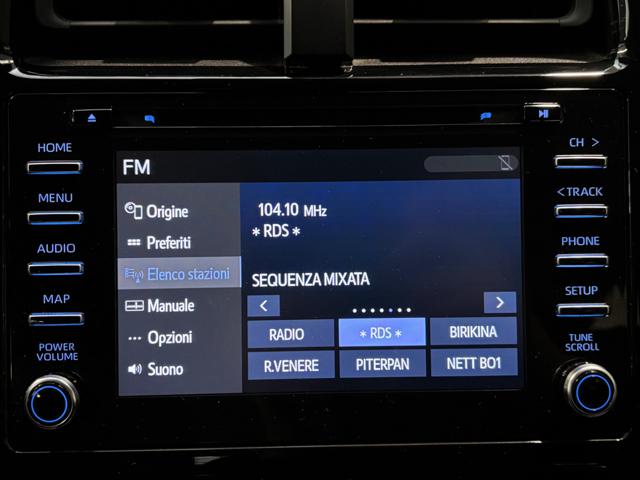 HOME
MENU
AUDIO
MAP
POWER
VOLUME
FM
Origine
Preferiti
Elenco stazioni
Manuale
Opzioni
Suono
104.10 MHz
* RDS *
SEQUENZA MIXATA
RADIO
* RDS *
BIRIKINA
R.VENERE
PITERPAN
NETT BO1
CH >
< TRACK
PHONE
SETUP
TUNE
SCROLL